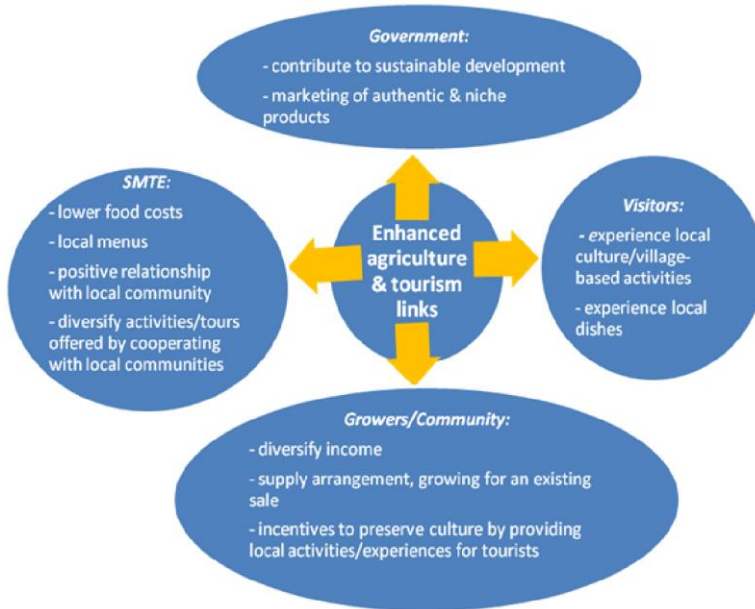 Government:
- contribute to sustainable development
- marketing of authentic & niche
products
SMTE:
- lower food costs
- local menus
- positive relationship
with local community
- diversify activities/tours
offered by cooperating
with local communities
Enhanced
agriculture
& tourism
links
Visitors:
- experience local
culture/village-
based activities
- experience local
dishes
Growers/Community:
- diversify income
- supply arrangement, growing for an existing
sale
- incentives to preserve culture by providing
local activities/experiences for tourists